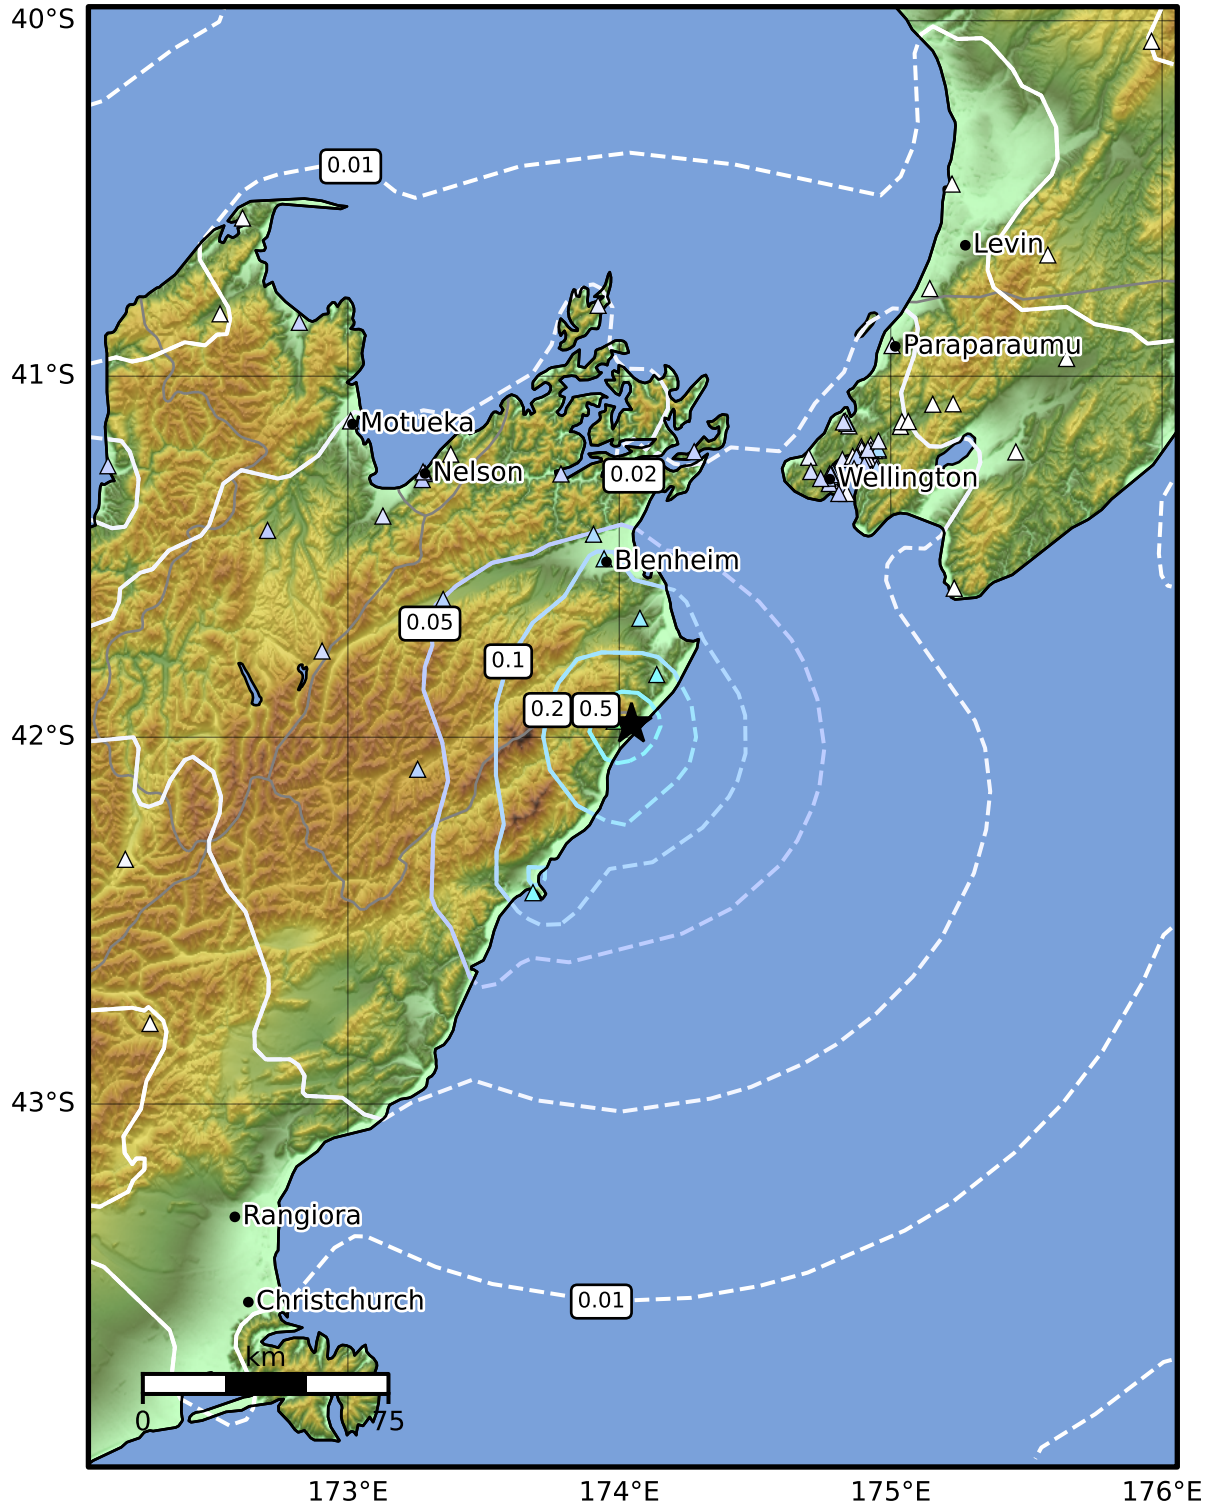 40°S
0.01
Levin
Paraparaumu
41°S
Motueka
Nelson
0.02
Wellington
Blenheim
0.05
0.1
0.2
0.5
42°S
43°S
Rangiora
0.01
Christchurch
km
0
75
173°E
174°E
175°E
176°E